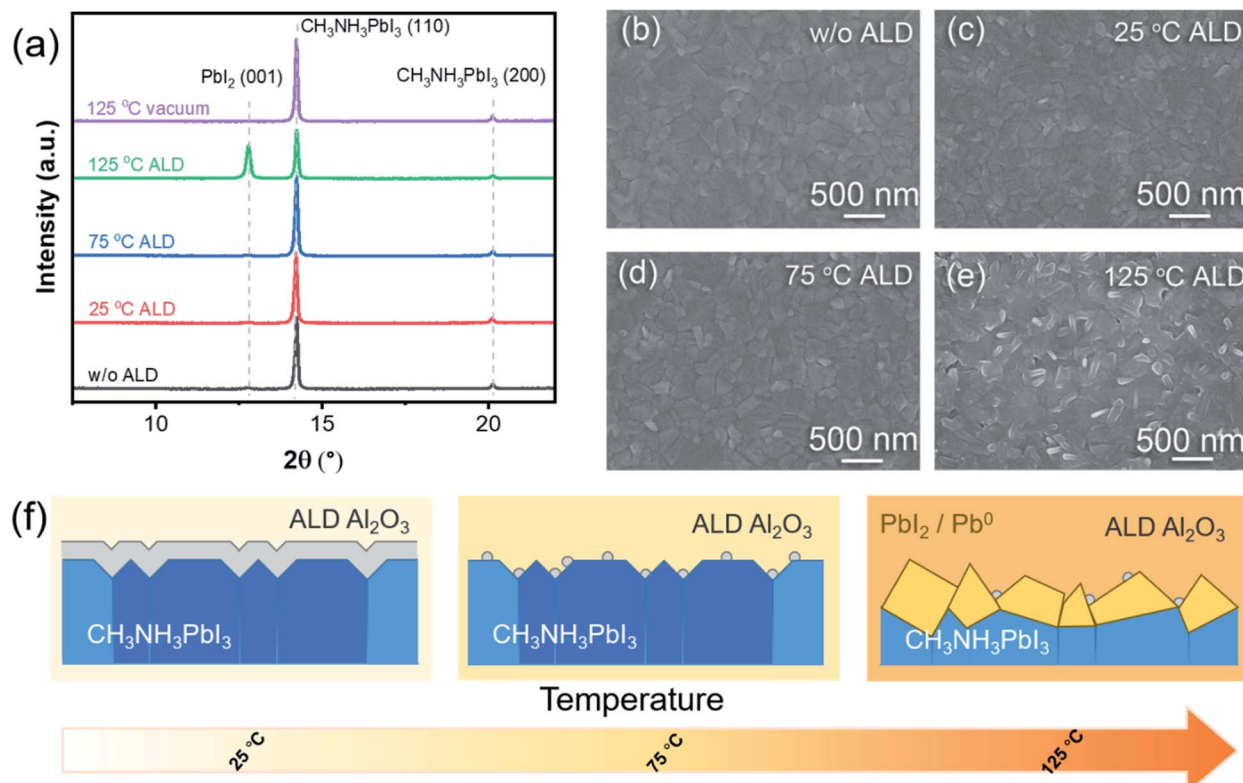 (a)
CH₃NH₃PbI₃ (110)
PbI₂ (001)
CH₃NH₃PbI₃ (200)
125 °C vacuum
125 °C ALD
75 °C ALD
25 °C ALD
w/o ALD
Intensity (a.u.)
10 15 20
2θ (°)
(b) w/o ALD
500 nm
(c) 25 °C ALD
500 nm
(d) 75 °C ALD
500 nm
(e) 125 °C ALD
500 nm
(f)
ALD Al₂O₃
CH₃NH₃PbI₃
ALD Al₂O₃
CH₃NH₃PbI₃
PbI₂ / Pb⁰ ALD Al₂O₃
CH₃NH₃PbI₃
Temperature
25 °C 75 °C 125 °C